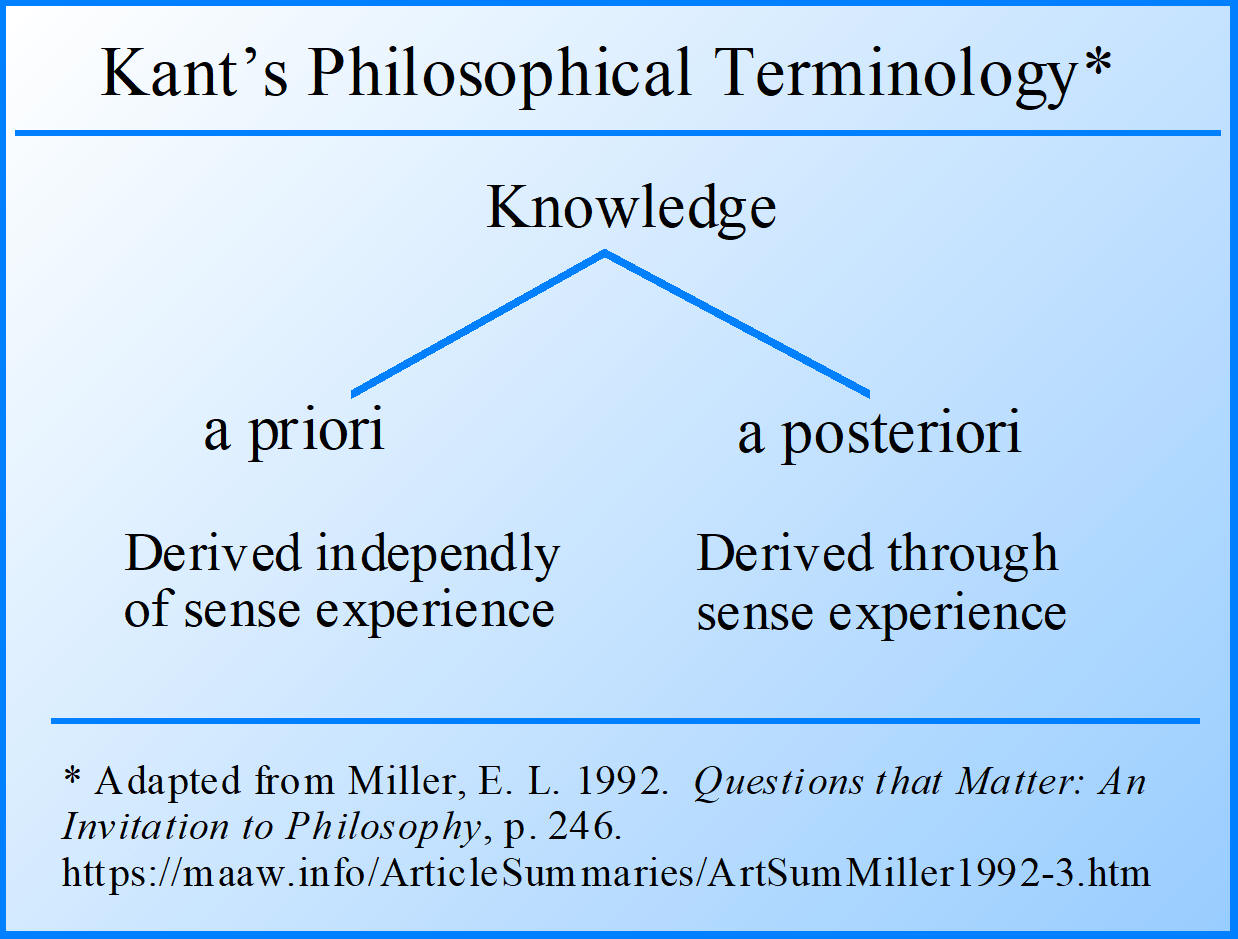 Kant’s Philosophical Terminology*
Knowledge
a priori
a posteriori
Derived independly
of sense experience
Derived through
sense experience
* Adapted from Miller, E. L. 1992. Questions that Matter: An
Invitation to Philosophy, p. 246.
https://maaw.info/ArticleSummaries/ArtSumMiller1992-3.htm